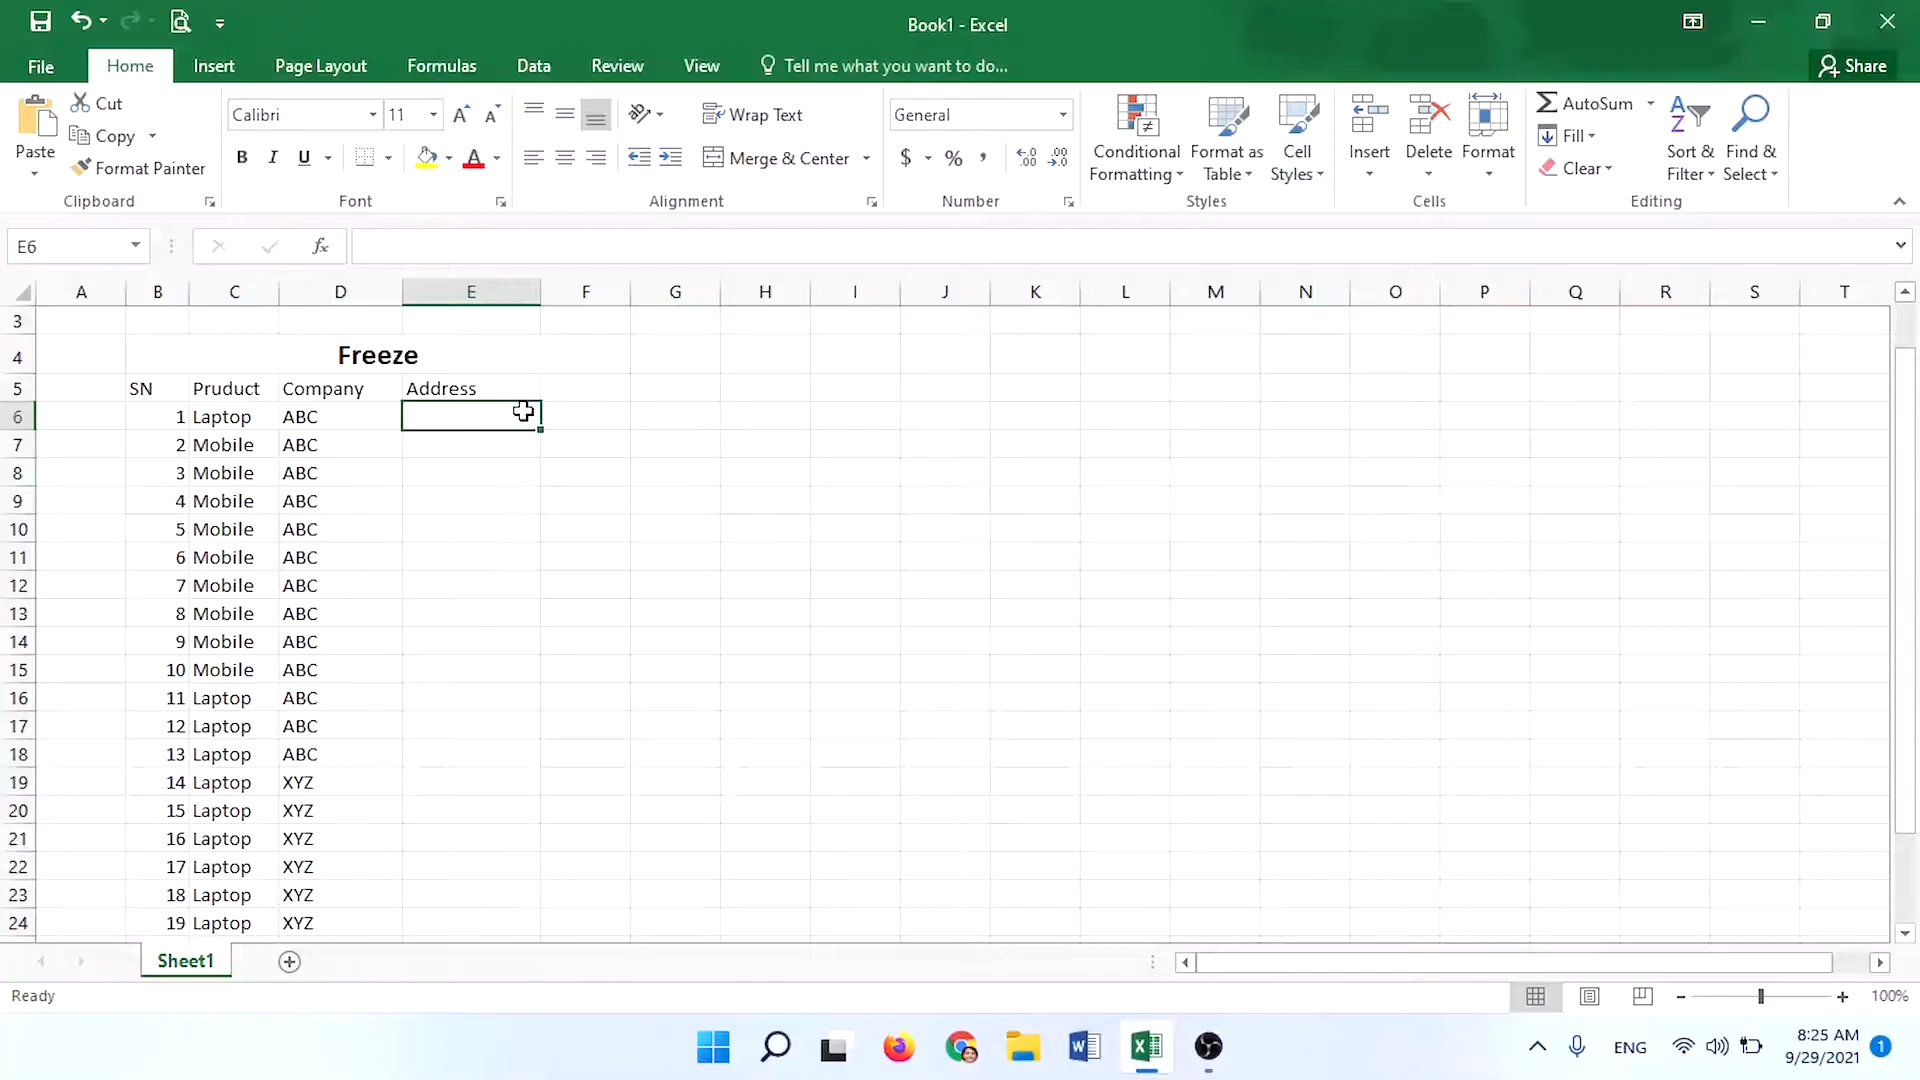 Book1 - Excel
File Home Insert Page Layout Formulas Data Review View Tell me what you want to do... Share
Paste Cut Copy Format Painter
Clipboard
Calibri 11
B I U A
Font
Wrap Text
Merge & Center
Alignment
General
$ % ,
Number
Conditional Formatting
Format as Table
Cell Styles
Styles
Insert Delete Format
Cells
AutoSum
Fill
Clear
Sort & Filter
Find & Select
Editing
E6 fx
A B C D E F G H I J K L M N O P Q R S T
3
4 Freeze
5 SN Pruduct Company Address
6 1 Laptop ABC
7 2 Mobile ABC
8 3 Mobile ABC
9 4 Mobile ABC
10 5 Mobile ABC
11 6 Mobile ABC
12 7 Mobile ABC
13 8 Mobile ABC
14 9 Mobile ABC
15 10 Mobile ABC
16 11 Laptop ABC
17 12 Laptop ABC
18 13 Laptop ABC
19 14 Laptop XYZ
20 15 Laptop XYZ
21 16 Laptop XYZ
22 17 Laptop XYZ
23 18 Laptop XYZ
24 19 Laptop XYZ
Sheet1
Ready 100%
ENG 8:25 AM 1
9/29/2021